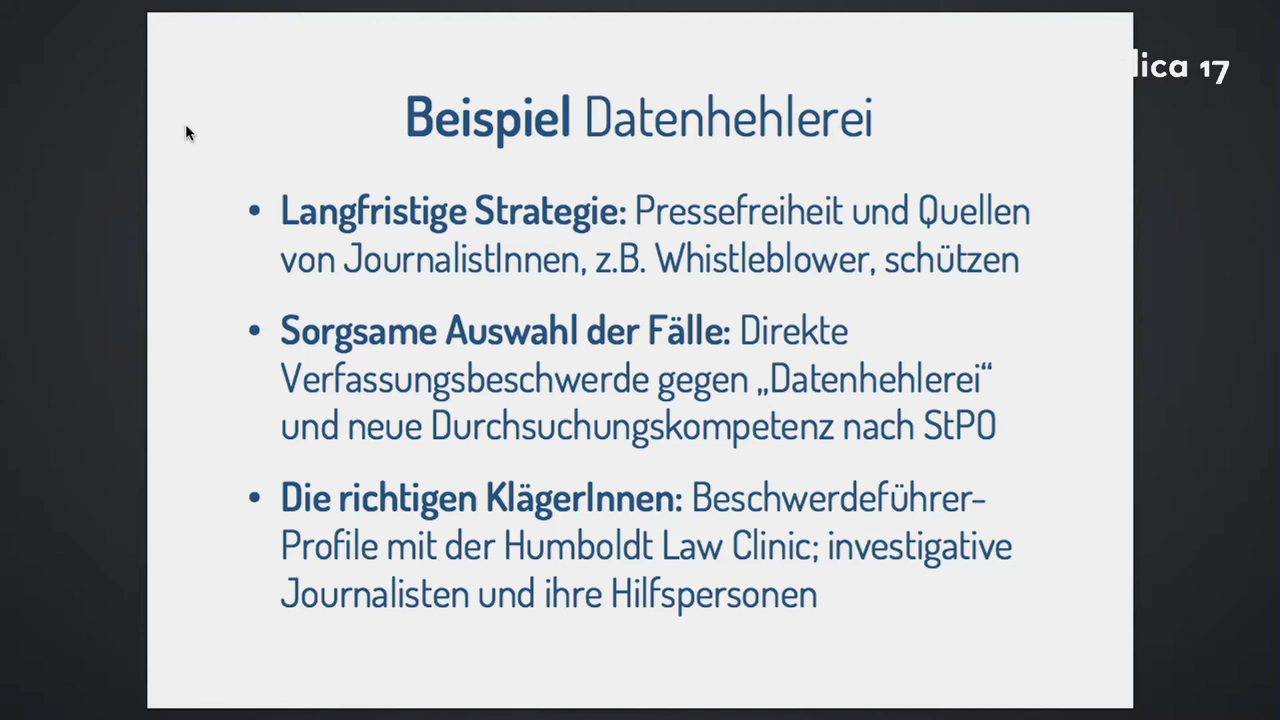 lica 17
Beispiel Datenhehlerei
• Langfristige Strategie: Pressefreiheit und Quellen
von JournalistInnen, z.B. Whistleblower, schützen
• Sorgsame Auswahl der Fälle: Direkte
Verfassungsbeschwerde gegen „Datenhehlerei“
und neue Durchsuchungskompetenz nach StPO
• Die richtigen KlägerInnen: Beschwerdeführer-
Profile mit der Humboldt Law Clinic; investigative
Journalisten und ihre Hilfspersonen